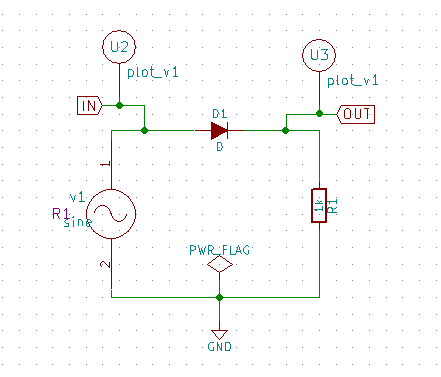 U2
plot_v1
U3
plot_v1
IN
OUT
D1
D
1
v1
R1
sine
2
1k
R1
PWR_FLAG
GND